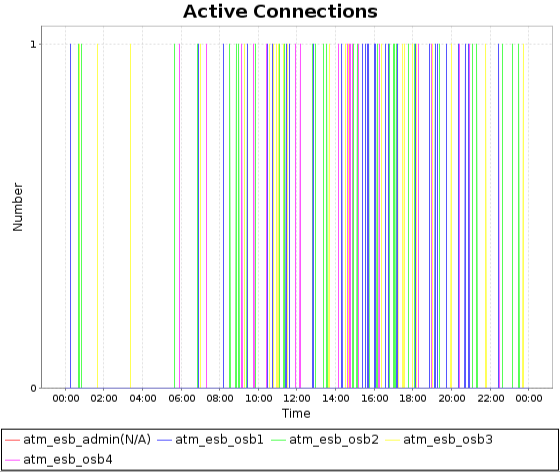 Active Connections
1
Number
0
00:00 02:00 04:00 06:00 08:00 10:00 12:00 14:00 16:00 18:00 20:00 22:00 00:00
Time
atm_esb_admin(N/A) atm_esb_osb1 atm_esb_osb2 atm_esb_osb3
atm_esb_osb4